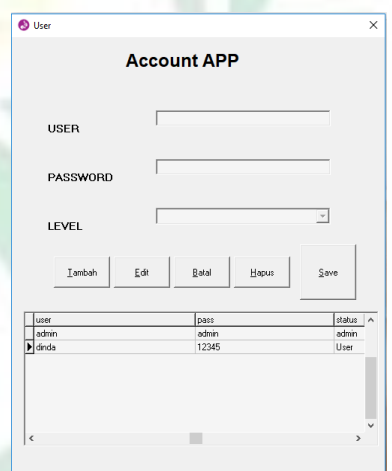 User
Account APP
USER
PASSWORD
LEVEL
Tambah Edit Batal Hapus Save
user pass status
admin admin admin
dinda 12345 User